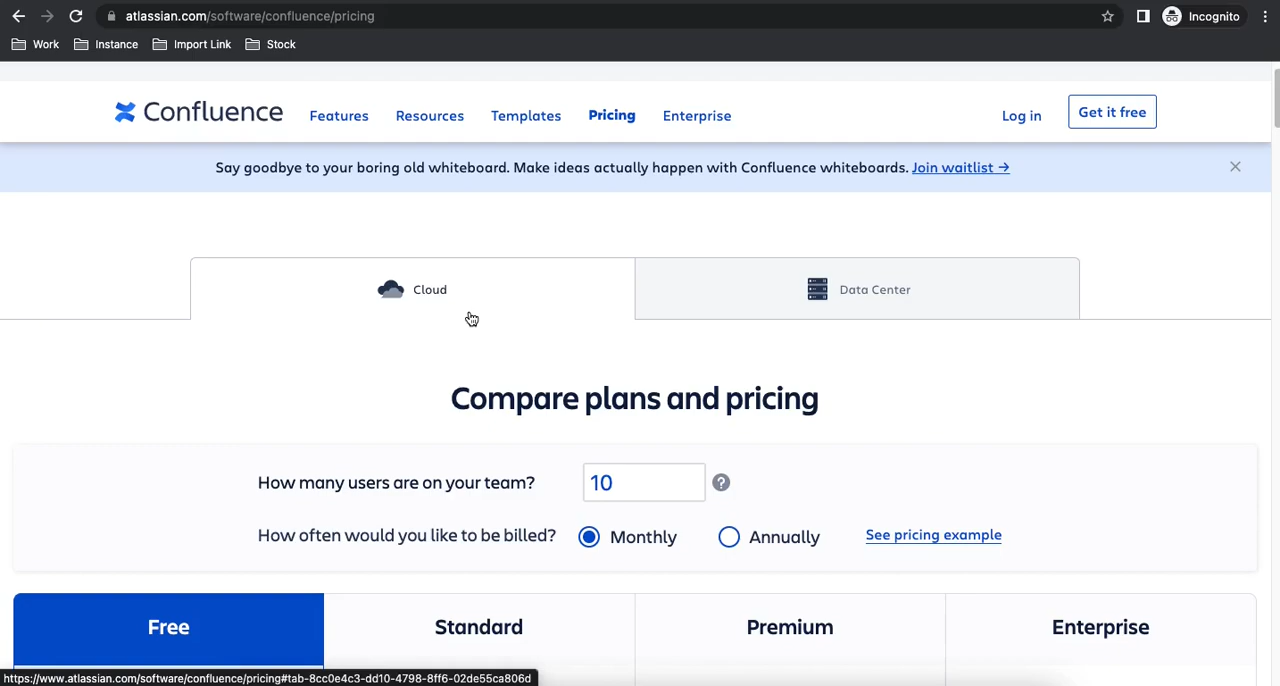 atlassian.com/software/confluence/pricing
Incognito
Work Instance Import Link Stock
Confluence Features Resources Templates Pricing Enterprise Log in Get it free
Say goodbye to your boring old whiteboard. Make ideas actually happen with Confluence whiteboards. Join waitlist →
Cloud Data Center
Compare plans and pricing
How many users are on your team? 10 ?
How often would you like to be billed? Monthly Annually See pricing example
Free Standard Premium Enterprise
https://www.atlassian.com/software/confluence/pricing#tab-8cc0e4c3-dd10-4798-8ff6-02de55ca806d